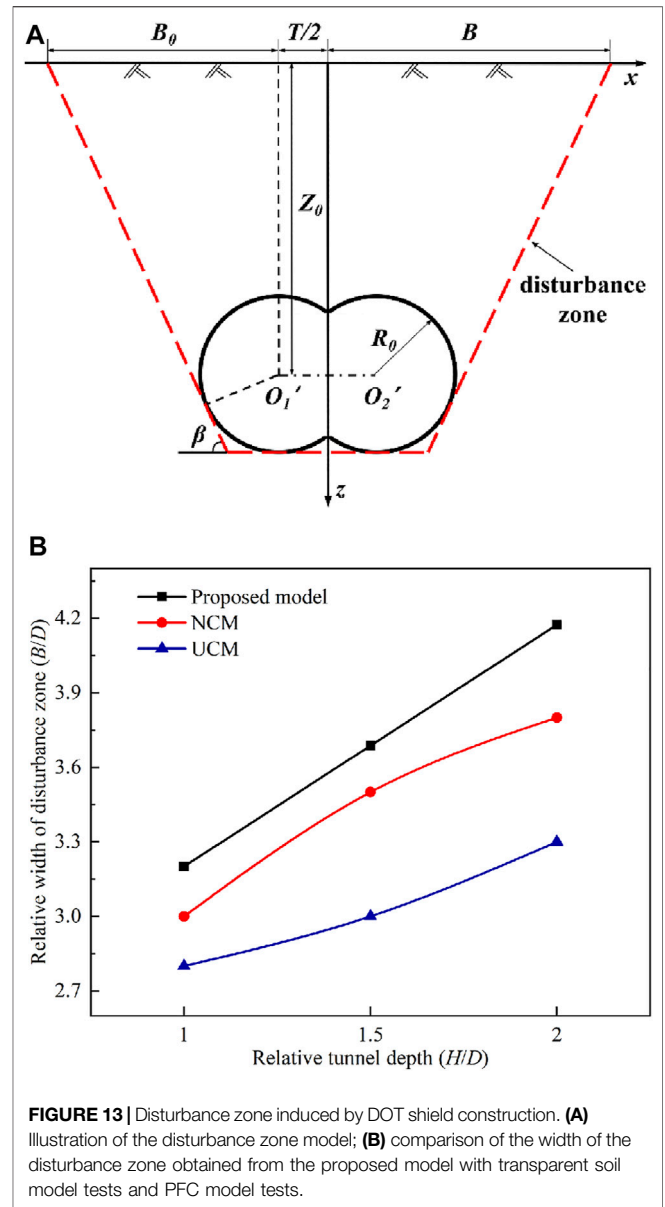 A
B₀ T/2 B
x
Z₀
disturbance
zone
R₀
O₁′ O₂′
β
z
B
Proposed model
NCM
UCM
Relative width of disturbance zone (B/D)
4.2
3.9
3.6
3.3
3.0
2.7
1 1.5 2
Relative tunnel depth (H/D)
FIGURE 13 | Disturbance zone induced by DOT shield construction. (A)
Illustration of the disturbance zone model; (B) comparison of the width of the
disturbance zone obtained from the proposed model with transparent soil
model tests and PFC model tests.